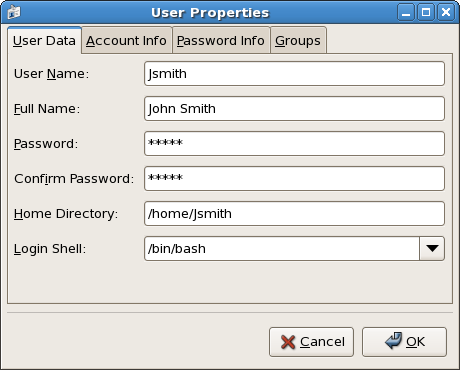 User Properties
User Data Account Info Password Info Groups
User Name: Jsmith
Full Name: John Smith
Password: *****
Confirm Password: *****
Home Directory: /home/Jsmith
Login Shell: /bin/bash
Cancel OK